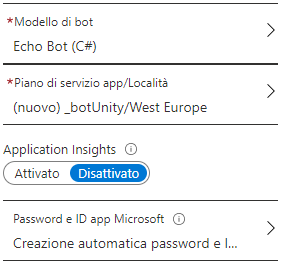 *Modello di bot
Echo Bot (C#)
*Piano di servizio app/Località
(nuovo) _botUnity/West Europe
Application Insights
Attivato Disattivato
Password e ID app Microsoft
Creazione automatica password e I...